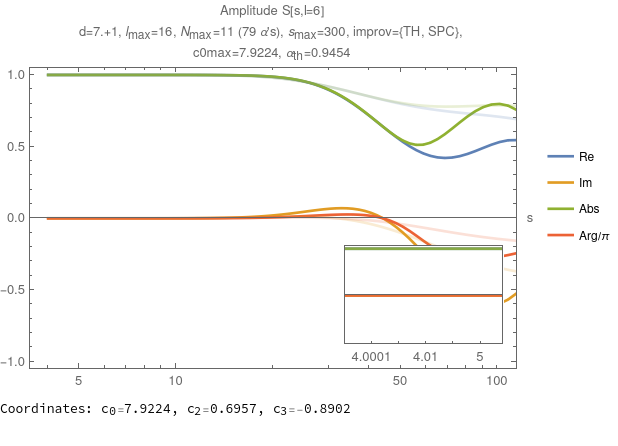 Amplitude S[s,l=6]
d=7.+1, lmax=16, Nmax=11 (79 α's), smax=300, improv={TH, SPC},
c0max=7.9224, αth=0.9454
1.0
0.5
0.0
-0.5
-1.0
5
10
50
100
s
4.0001
4.01
5
Re
Im
Abs
Arg/π
Coordinates: c0=7.9224, c2=0.6957, c3=-0.8902